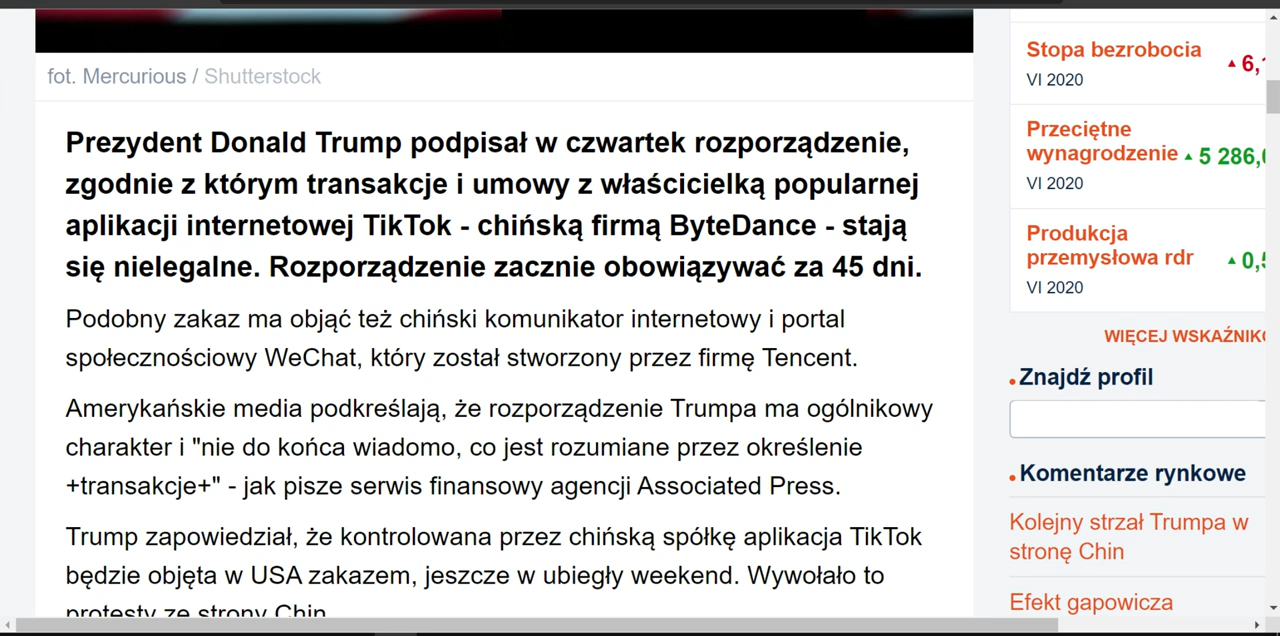 fot. Mercurious / Shutterstock
Prezydent Donald Trump podpisał w czwartek rozporządzenie,
zgodnie z którym transakcje i umowy z właścicielką popularnej
aplikacji internetowej TikTok - chińską firmą ByteDance - stają
się nielegalne. Rozporządzenie zacznie obowiązywać za 45 dni.
Podobny zakaz ma objąć też chiński komunikator internetowy i portal
społecznościowy WeChat, który został stworzony przez firmę Tencent.
Amerykańskie media podkreślają, że rozporządzenie Trumpa ma ogólnikowy
charakter i "nie do końca wiadomo, co jest rozumiane przez określenie
+transakcje+" - jak pisze serwis finansowy agencji Associated Press.
Trump zapowiedział, że kontrolowana przez chińską spółkę aplikacja TikTok
będzie objęta w USA zakazem, jeszcze w ubiegły weekend. Wywołało to
protesty ze strony Chin
Stopa bezrobocia
VI 2020
Przeciętne
wynagrodzenie
VI 2020
Produkcja
przemysłowa rdr
VI 2020
WIĘCEJ
Znajdź profil
Komentarze rynkowe
Kolejny strzał Trumpa w
stronę Chin
Efekt gapowicza